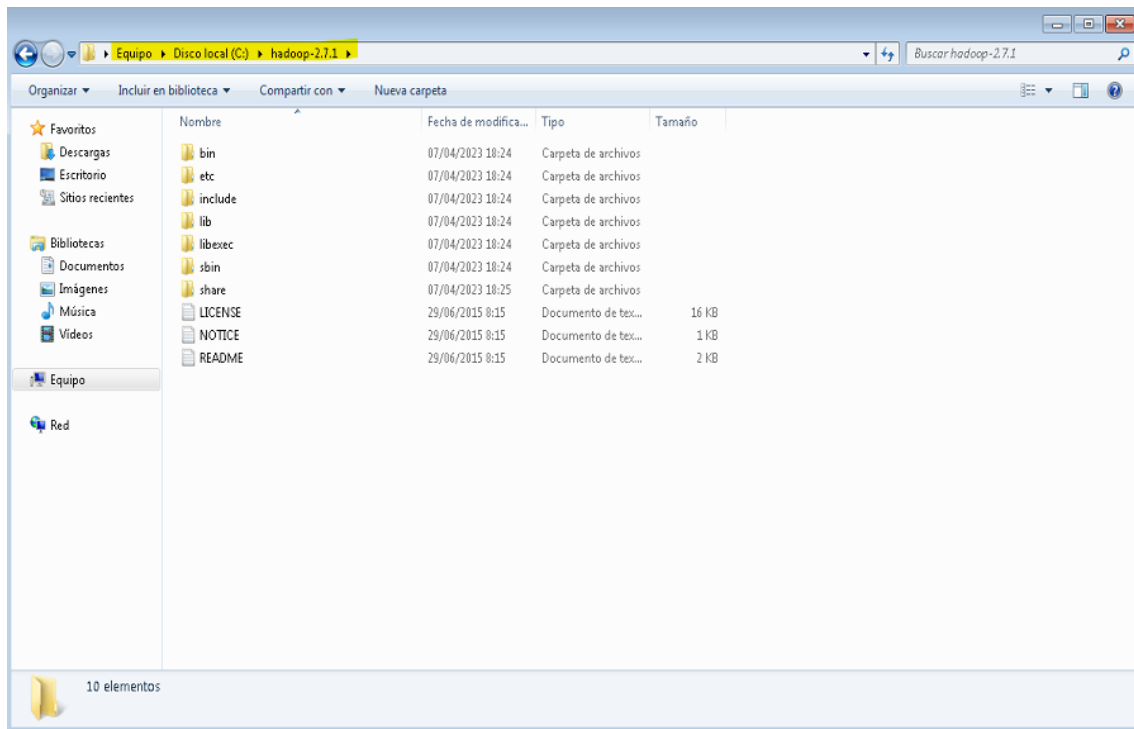 Equipo Disco local (C:) hadoop-2.7.1 Buscar hadoop-2.7.1
Organizar Incluir en biblioteca Compartir con Nueva carpeta
Favoritos
Descargas
Escritorio
Sitios recientes
Bibliotecas
Documentos
Imágenes
Música
Vídeos
Equipo
Red
Nombre Fecha de modifica... Tipo Tamaño
bin 07/04/2023 18:24 Carpeta de archivos
etc 07/04/2023 18:24 Carpeta de archivos
include 07/04/2023 18:24 Carpeta de archivos
lib 07/04/2023 18:24 Carpeta de archivos
libexec 07/04/2023 18:24 Carpeta de archivos
sbin 07/04/2023 18:24 Carpeta de archivos
share 07/04/2023 18:25 Carpeta de archivos
LICENSE 29/06/2015 8:15 Documento de tex... 16 KB
NOTICE 29/06/2015 8:15 Documento de tex... 1 KB
README 29/06/2015 8:15 Documento de tex... 2 KB
10 elementos